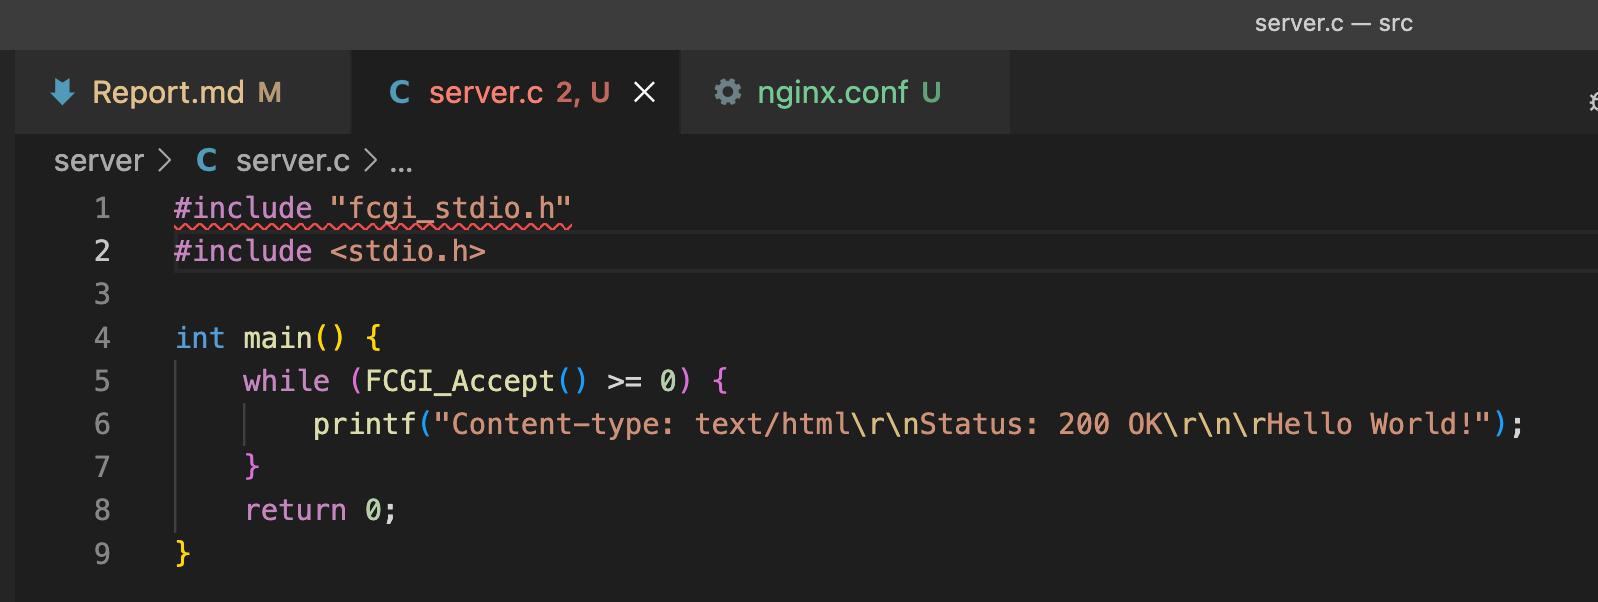 server.c — src
Report.md M server.c 2, U nginx.conf U
server > server.c > ...
1 #include "fcgi_stdio.h"
2 #include <stdio.h>
3
4 int main() {
5     while (FCGI_Accept() >= 0) {
6         printf("Content-type: text/html\r\nStatus: 200 OK\r\n\rHello World!");
7     }
8     return 0;
9 }